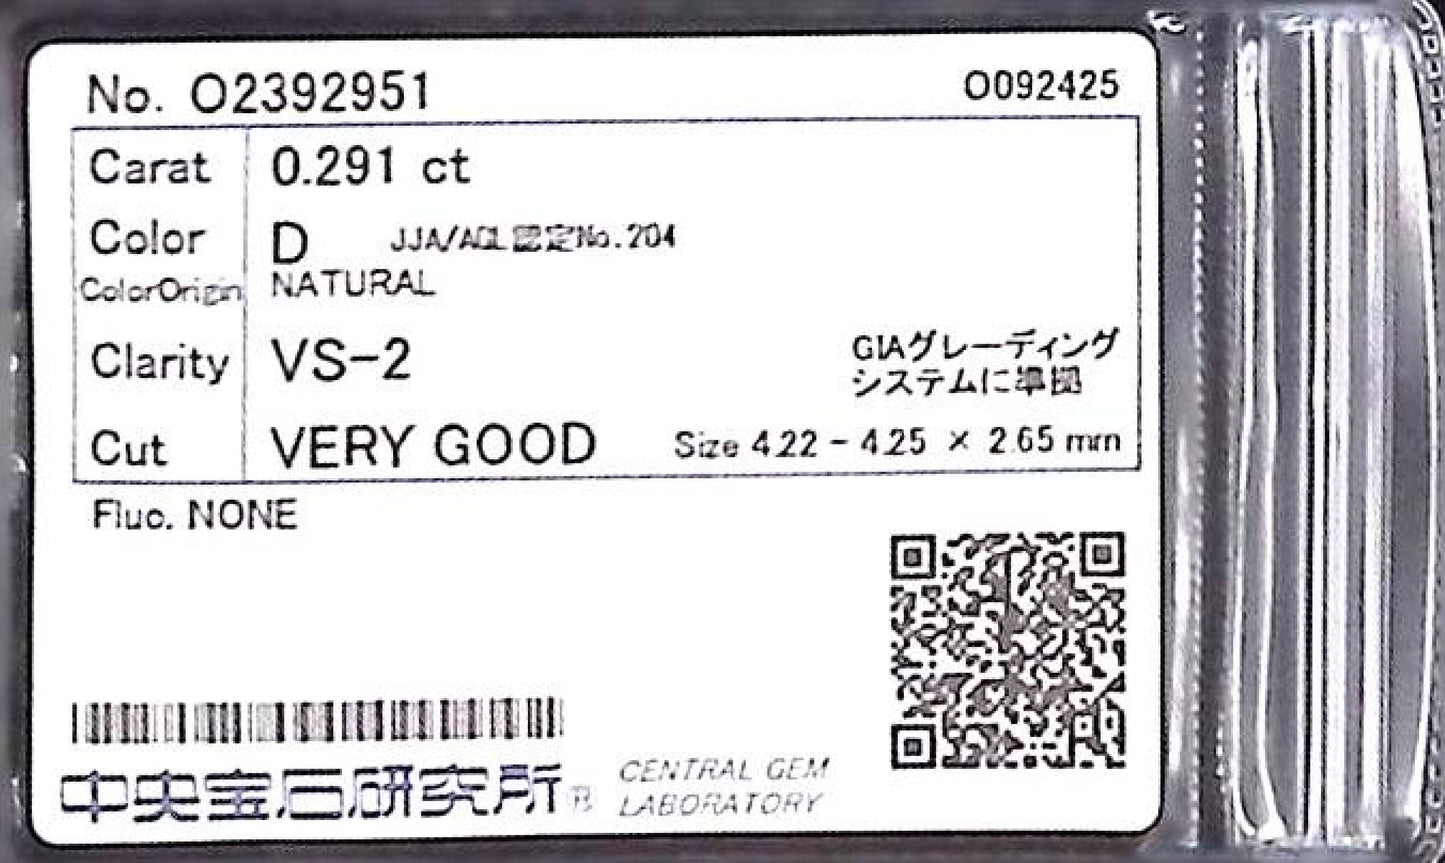 No. O2392951
O092425
Carat 0.291 ct
Color D JJA/AGL認定No.204
ColorOrigin NATURAL
Clarity VS-2
GIAグレーディング
システムに準拠
Cut VERY GOOD Size 4.22 - 4.25 × 2.65 mm
Fluo. NONE
中央宝石研究所®
CENTRAL GEM
LABORATORY